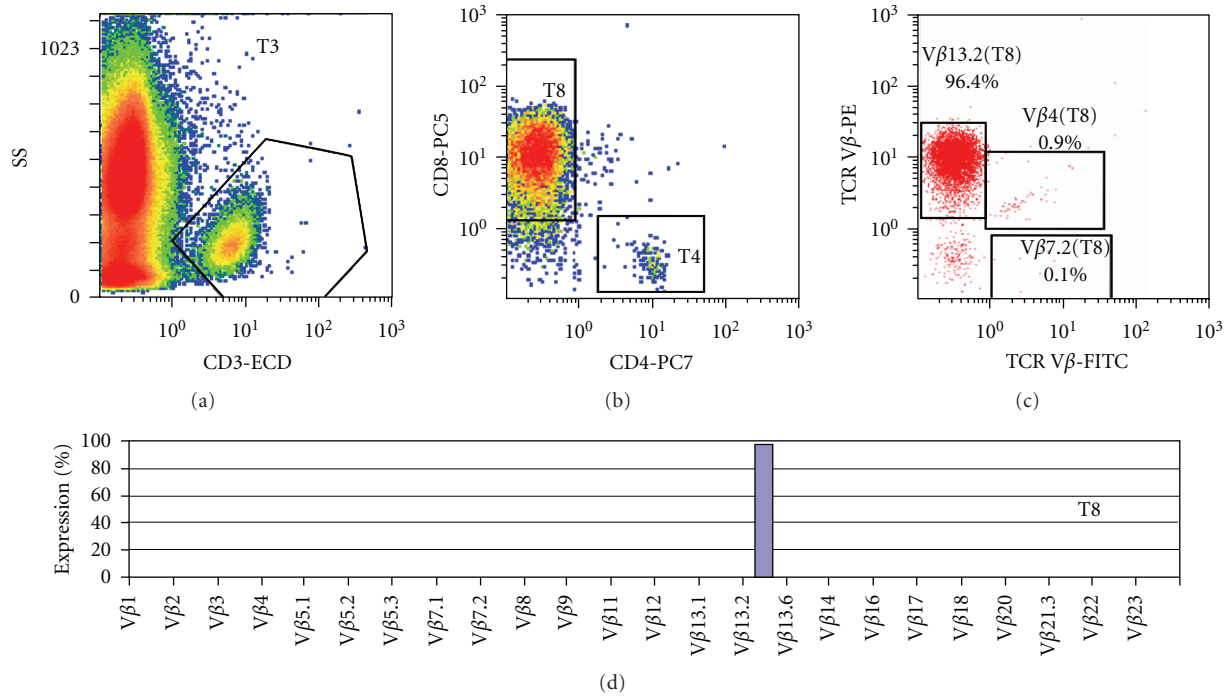 1023
SS
0
T3
10^0
10^1
10^2
10^3
CD3-ECD
(a)
10^3
10^2
10^1
10^0
CD8-PC5
T8
T4
10^0
10^1
10^2
10^3
CD4-PC7
(b)
10^3
10^2
10^1
10^0
TCR Vβ-PE
Vβ13.2(T8)
96.4%
Vβ4(T8)
0.9%
Vβ7.2(T8)
0.1%
10^0
10^1
10^2
10^3
TCR Vβ-FITC
(c)
Expression (%)
100
80
60
40
20
0
T8
Vβ1
Vβ2
Vβ3
Vβ4
Vβ5.1
Vβ5.2
Vβ5.3
Vβ7.1
Vβ7.2
Vβ8
Vβ9
Vβ11
Vβ12
Vβ13.1
Vβ13.2
Vβ13.6
Vβ14
Vβ16
Vβ17
Vβ18
Vβ20
Vβ21.3
Vβ22
Vβ23
(d)